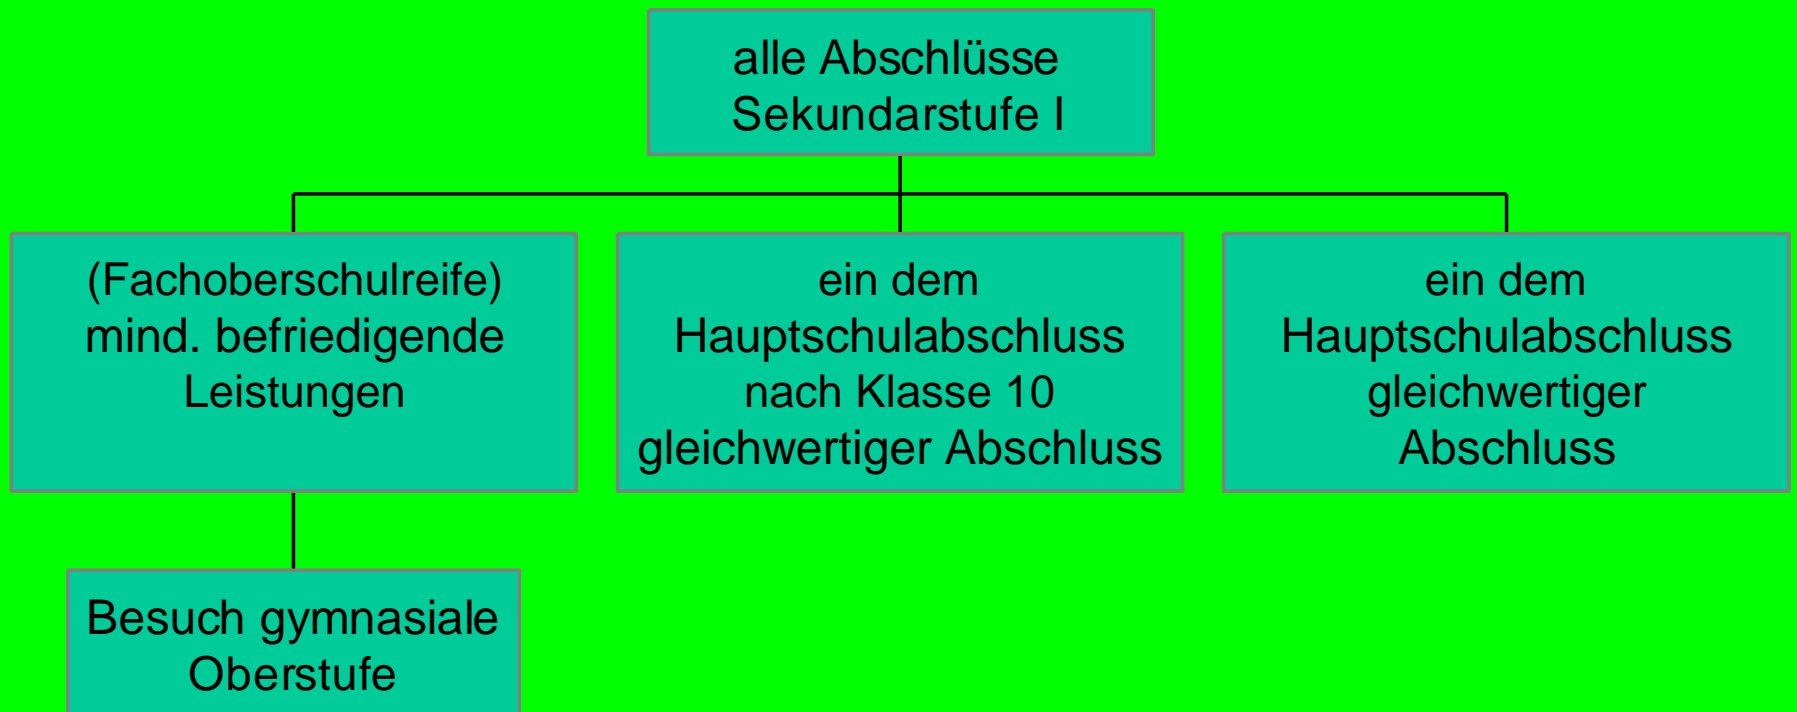 alle Abschlüsse
Sekundarstufe I
(Fachoberschulreife)
mind. befriedigende
Leistungen
ein dem
Hauptschulabschluss
nach Klasse 10
gleichwertiger Abschluss
ein dem
Hauptschulabschluss
gleichwertiger
Abschluss
Besuch gymnasiale
Oberstufe